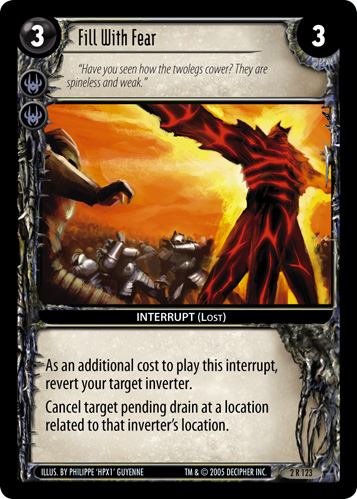 3 Fill With Fear 3
“Have you seen how the twolegs cower? They are
spineless and weak.”
INTERRUPT (LOST)
As an additional cost to play this interrupt,
revert your target inverter.
Cancel target pending drain at a location
related to that inverter's location.
ILLUS. BY PHILIPPE ‘HPX1’ GUYENNE TM & © 2005 DECIPHER INC. 2 R 123